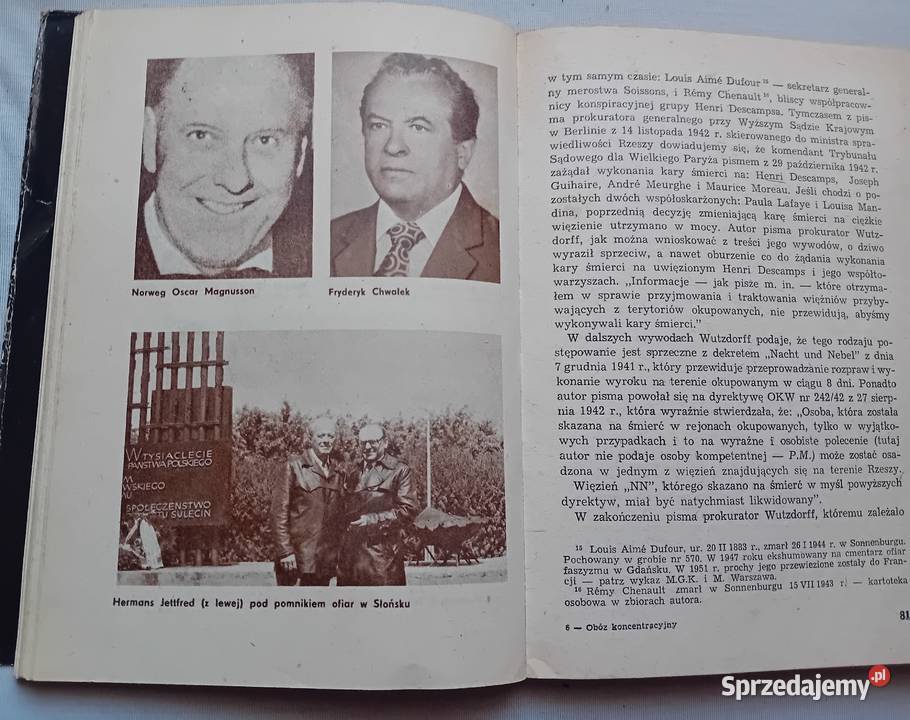 Norweg Oscar Magnusson
Fryderyk Chwałek
W TYSIĄCLECIE
PAŃSTWA POLSKIEGO
M
WSKIEGO
MU
SPOŁECZEŃSTWO
TU SULĘCIN
Hermans Jettfred (z lewej) pod pomnikiem ofiar w Słońsku
w tym samym czasie: Louis Aimé Dufour ¹⁵ — sekretarz general-
ny merostwa Soissons, i Rémy Chenault ¹⁶, bliscy współpracow-
nicy konspiracyjnej grupy Henri Descampsa. Tymczasem z pis-
ma prokuratora generalnego przy Wyższym Sądzie Krajowym
w Berlinie z 14 listopada 1942 r. skierowanego do ministra spra-
wiedliwości Rzeszy dowiadujemy się, że komendant Trybunału
Sądowego dla Wielkiego Paryża pismem z 29 października 1942 r.
zażądał wykonania kary śmierci na: Henri Descamps, Joseph
Guihaire, André Meurghe i Maurice Moreau. Jeśli chodzi o po-
zostałych dwóch współoskarżonych: Paula Lafaye i Louisa Man-
dina, poprzednią decyzję zmieniającą karę śmierci na ciężkie
więzienie utrzymano w mocy. Autor pisma prokurator Wutz-
dorff, jak można wnioskować z treści jego wywodów, o dziwo
wyraził sprzeciw, a nawet oburzenie co do żądania wykonania
kary śmierci na uwięzionym Henri Descamps i jego współto-
warzyszach. „Informacje — jak pisze m. in. — które otrzyma-
łem w sprawie przyjmowania i traktowania więźniów przyby-
wających z terytoriów okupowanych, nie przewidują, abyśmy
wykonywali kary śmierci."
W dalszych wywodach Wutzdorff podaje, że tego rodzaju po-
stępowanie jest sprzeczne z dekretem „Nacht und Nebel" z dnia
7 grudnia 1941 r., który przewiduje przeprowadzanie rozpraw i wy-
konanie wyroku na terenie okupowanym w ciągu 8 dni. Ponadto
autor pisma powołał się na dyrektywę OKW nr 242/42 z 27 sierp-
nia 1942 r., która wyraźnie stwierdzała, że: „Osoba, która została
skazana na śmierć w rejonach okupowanych, tylko w wyjątko-
wych przypadkach i to na wyraźne i osobiste polecenie (tutaj
autor nie podaje osoby kompetentnej — P.M.) może zostać osa-
dzona w jednym z więzień znajdujących się na terenie Rzeszy.
Więzień „NN", którego skazano na śmierć w myśl powyższych
dyrektyw, miał być natychmiast likwidowany".
W zakończeniu pisma prokurator Wutzdorff, któremu zależało
¹⁵ Louis Aimé Dufour, ur. 20 II 1883 r., zmarł 26 I 1944 r. w Sonnenburgu.
Pochowany w grobie nr 570. W 1947 roku ekshumowany na cmentarz ofiar
faszyzmu w Gdańsku. W 1951 r. prochy jego przewiezione zostały do Fran-
cji — patrz wykaz M.G.K. i M. Warszawa.
¹⁶ Rémy Chenault zmarł w Sonnenburgu 15 VII 1943 r. — kartoteka
osobowa w zbiorach autora.
6 — Obóz koncentracyjny
81
Sprzedajemy.pl